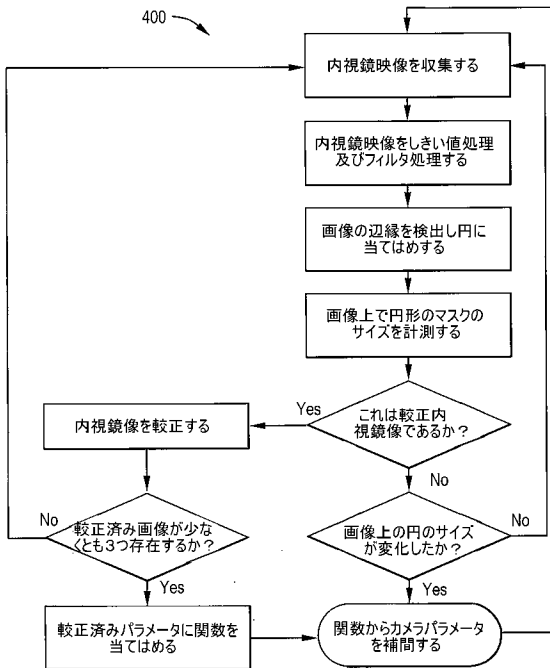 400
内視鏡映像を収集する
内視鏡映像をしきい値処理
及びフィルタ処理する
画像の辺縁を検出し円に
当てはめする
画像上で円形のマスクの
サイズを計測する
これは較正内
視鏡像であるか?
Yes
No
内視鏡像を較正する
較正済み画像が少な
くとも3つ存在するか?
No
Yes
画像上の円のサイズ
が変化したか?
No
Yes
較正済みパラメータに関数を
当てはめる
関数からカメラパラメータ
を補間する